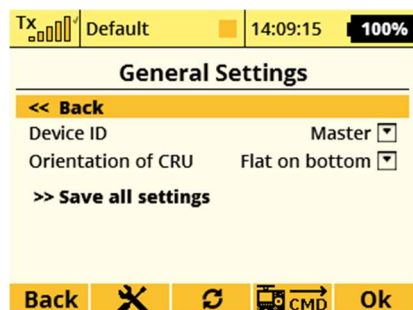 Tx Default 14:09:15 100%
General Settings
<< Back
Device ID Master
Orientation of CRU Flat on bottom
>> Save all settings
Back CMD Ok